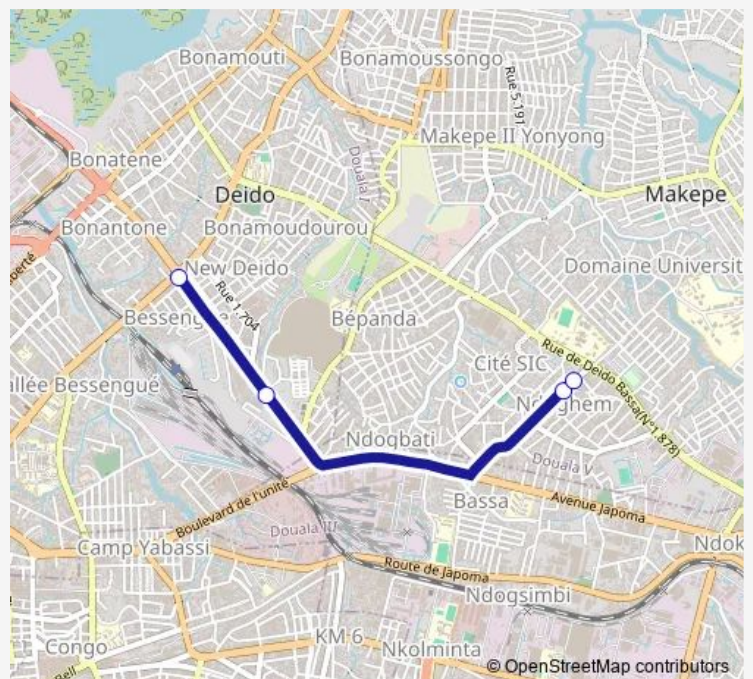 Bonamouti
Bonamoussongo
Rue 5.191
Makepe II Yonyong
Douala I
Bonatene
Deido
Makepe
Bonantone
Bonamoudourou
New Deido
Domaine Universit
Rue 1.704
Bépanda
Rue de Deido Bassa(N°1.878)
Cité SIC
allée Bessengué
Ndogbati
Douala V
Bassa
Avenue Japoma
Boulevard de l'unité
Douala III
Camp Yabassi
Ndok
Route de Japoma
Ndogsimbi
KM 6
Congo
Nkolminta
Bell
© OpenStreetMap contributors